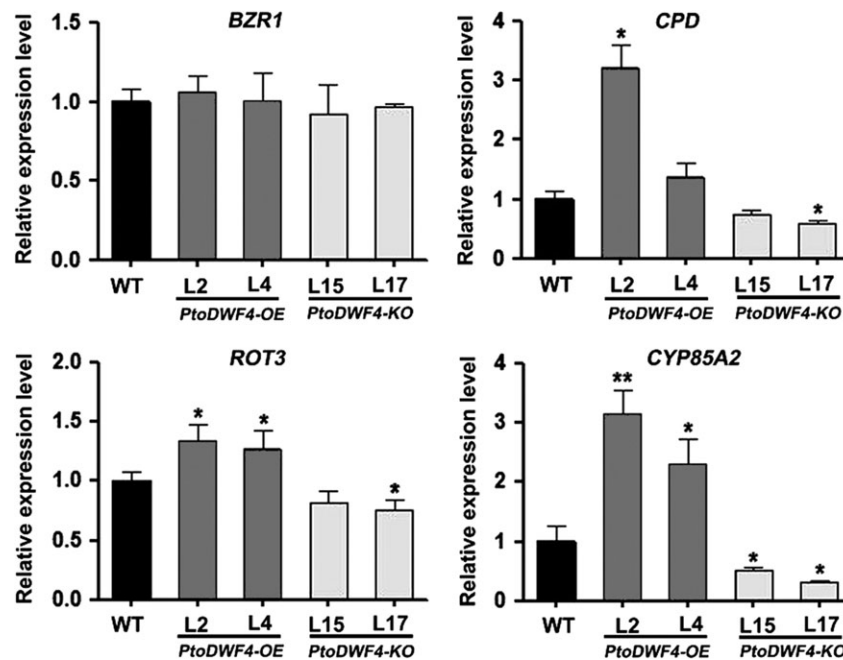 BZR1
Relative expression level
1.5
1.0
0.5
0.0
WT L2 L4 L15 L17
PtoDWF4-OE PtoDWF4-KO
CPD
Relative expression level
4
3
2
1
0
*
*
WT L2 L4 L15 L17
PtoDWF4-OE PtoDWF4-KO
ROT3
Relative expression level
2.0
1.5
1.0
0.5
0.0
* *
*
WT L2 L4 L15 L17
PtoDWF4-OE PtoDWF4-KO
CYP85A2
Relative expression level
4
3
2
1
0
**
*
*
*
WT L2 L4 L15 L17
PtoDWF4-OE PtoDWF4-KO